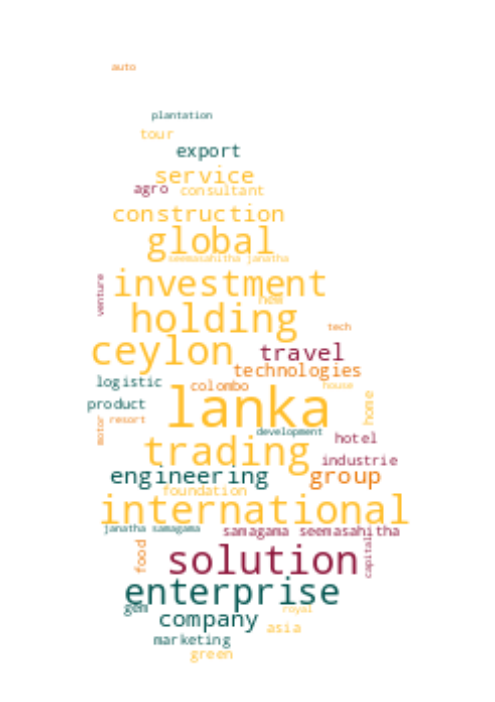 auto
plantation
tour
export
service
agro consultant
construction
global
seemasahitha janatha
venture investment
new
holding
tech
ceylon travel
technologies
logistic colombo house
lanka home
product
motor resort
development hotel
trading industrie
engineering group
foundation
international
janatha samagama samagama seemasahitha
food solution capital
enterprise
gem royal
company asia
marketing
green